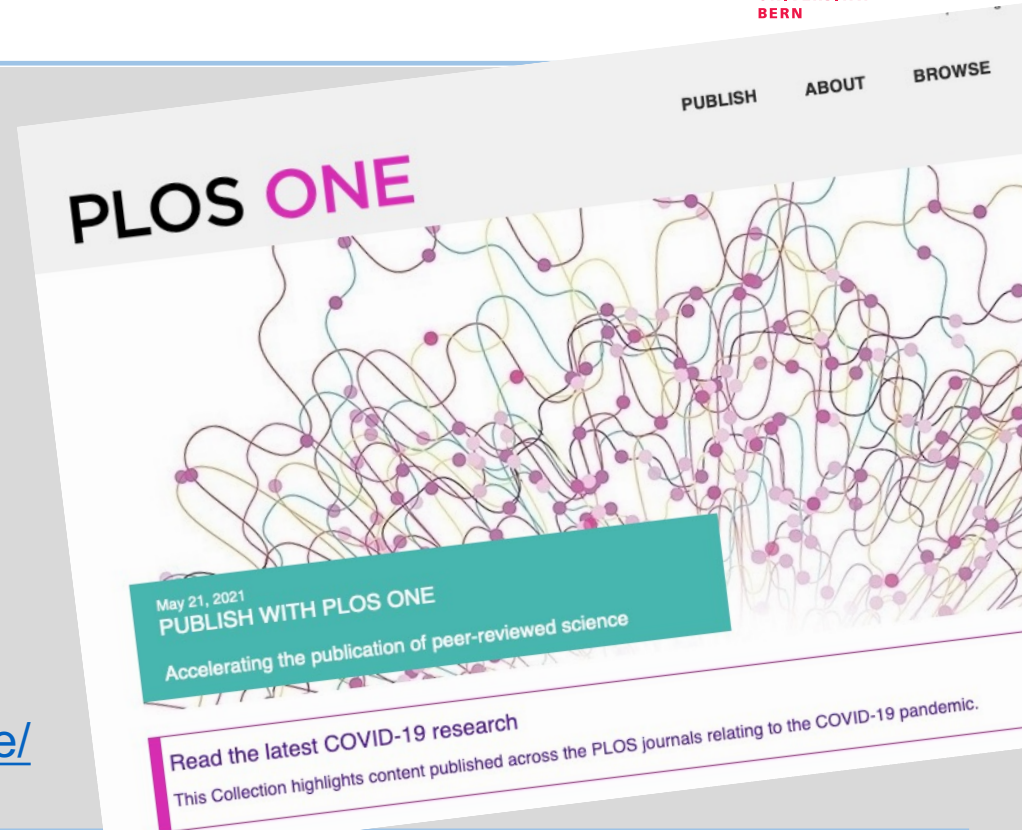 BERN
PUBLISH ABOUT BROWSE
PLOS ONE
May 21, 2021
PUBLISH WITH PLOS ONE
Accelerating the publication of peer-reviewed science
e/
Read the latest COVID-19 research
This Collection highlights content published across the PLOS journals relating to the COVID-19 pandemic.